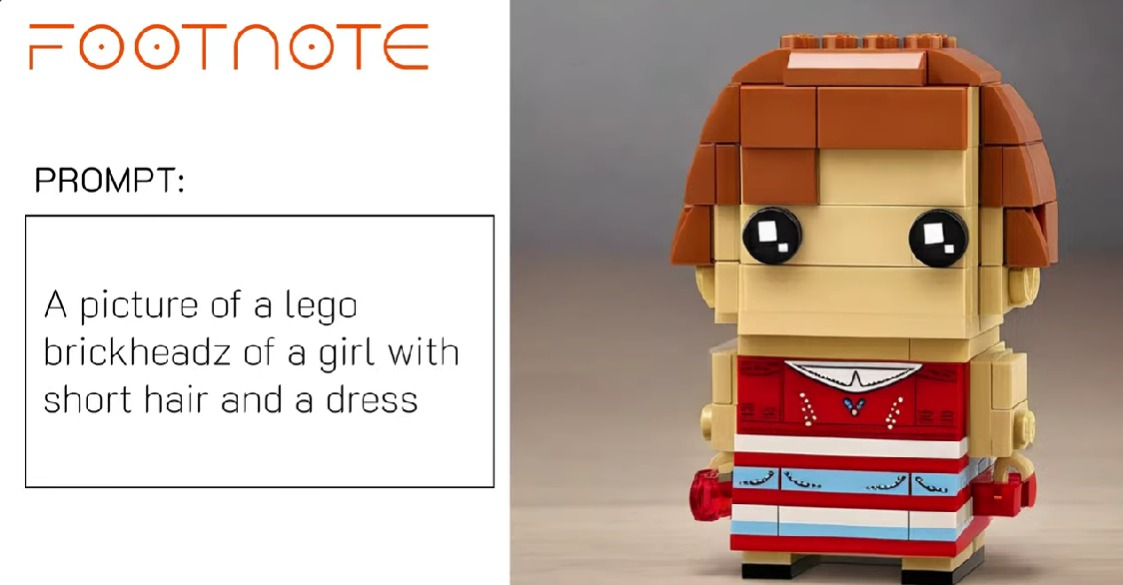 FOOTNOTE
PROMPT:
A picture of a lego
brickheadz of a girl with
short hair and a dress